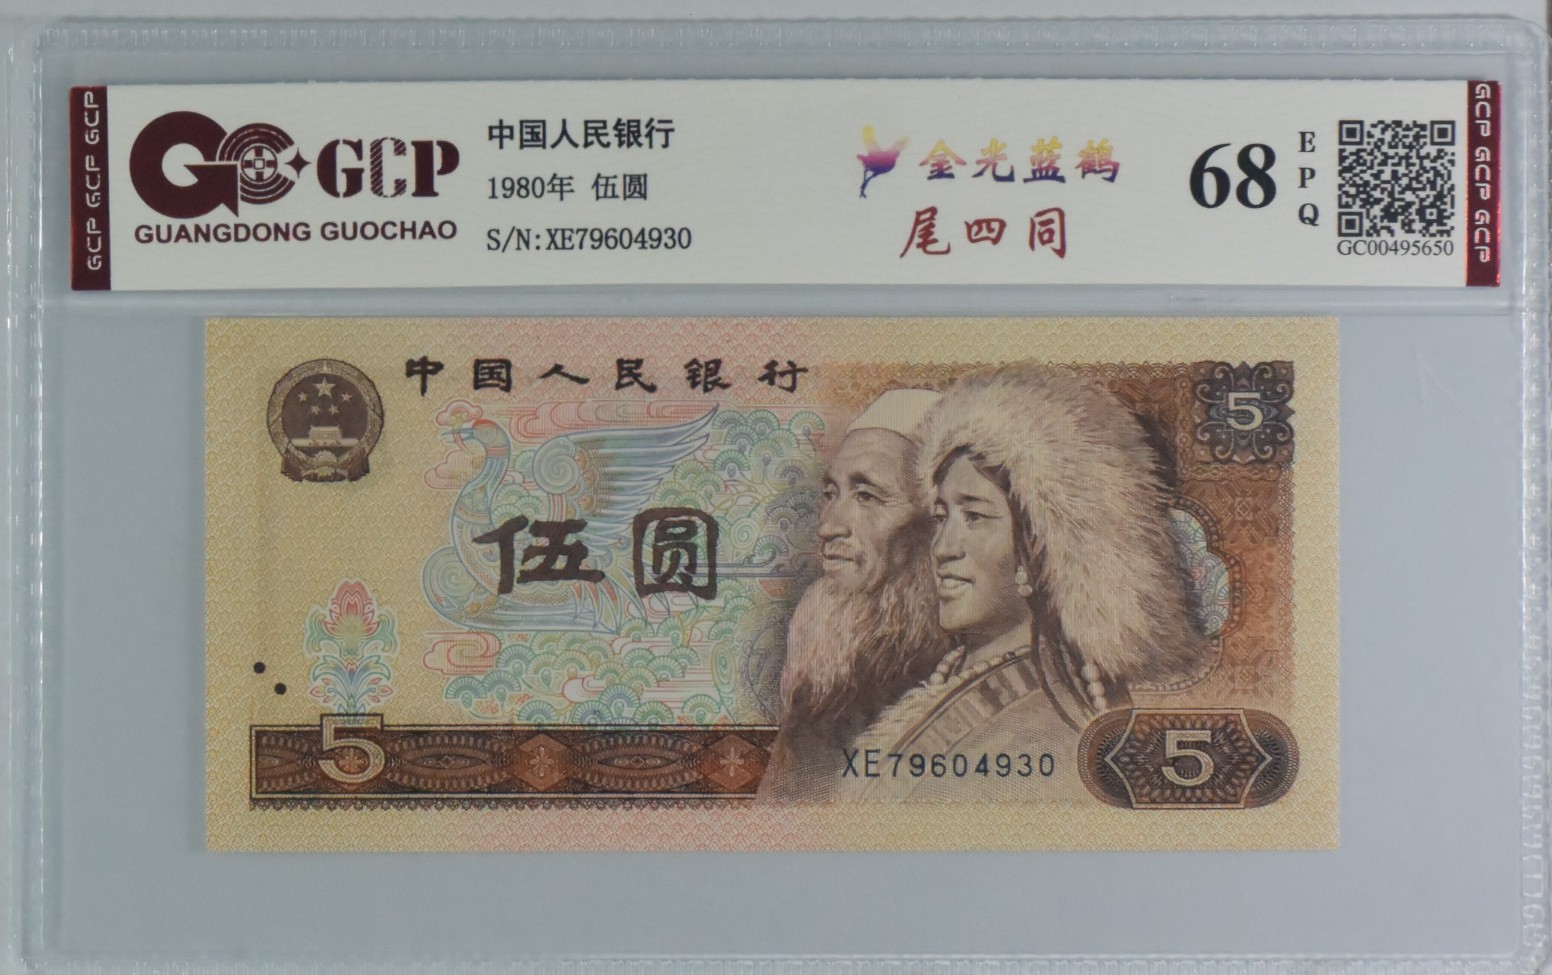 GCP GCP GCP
GCP
GUANGDONG GUOCHAO
中国人民银行
1980年 伍圆
S/N:XE79604930
金光蓝鹤
尾四同
68
EPQ
GC00495650
GCP GCP GCP
中国人民银行
5
伍圆
5
XE79604930
5